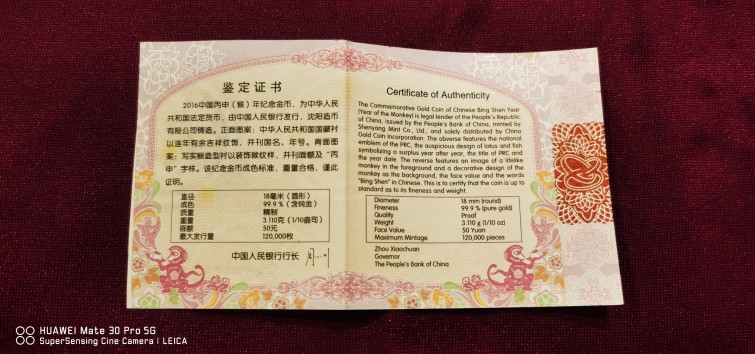 鉴定证书
2016中国丙申（猴）年纪念金币，为中华人民
共和国法定货币，由中国人民银行发行，沈阳造币
有限公司铸造。正面图案：中华人民共和国国徽衬
以连年有余吉祥纹饰，并刊国名、年号。背面图
案：写实猴造型衬以装饰猴纹样，并刊面额及“丙
申”字样。该纪念金币成色标准，重量合格，谨此
证明。
直径 18毫米（圆形）
成色 99.9％（含纯金）
质量 精制
重量 3.110克（1/10盎司）
面额 50元
最大发行量 120,000枚
中国人民银行行长
Certificate of Authenticity
The Commemorative Gold Coin of Chinese Bing Shen Year
(Year of the Monkey) is legal tender of the People's Republic
of China, issued by the People's Bank of China, minted by
Shenyang Mint Co., Ltd., and solely distributed by China
Gold Coin Incorporation. The obverse features the national
emblem of the PRC, the auspicious design of lotus and fish
symbolizing a surplus year after year, the title of PRC and
the year date. The reverse features an image of a lifelike
monkey in the foreground and a decorative design of the
monkey as the background, the face value and the words
"Bing Shen" in Chinese. This is to certify that the coin is up to
standard as to its fineness and weight.
Diameter 18 mm (round)
Fineness 99.9 % (pure gold)
Quality Proof
Weight 3.110 g (1/10 oz)
Face Value 50 Yuan
Maximum Mintage 120,000 pieces
Zhou Xiaochuan
Governor
The People's Bank of China
HUAWEI Mate 30 Pro 5G
SuperSensing Cine Camera | LEICA